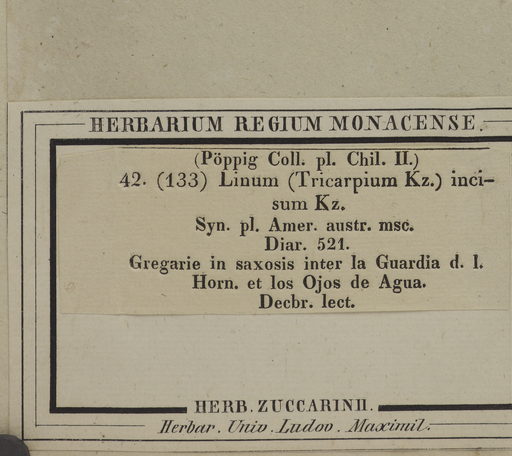 HERBARIUM REGIUM MONACENSE.
(Pöppig Coll. pl. Chil. II.)
42. (133) Linum (Tricarpium Kz.) inci-
sum Kz.
Syn. pl. Amer. austr. msc.
Diar. 521.
Gregarie in saxosis inter la Guardia d. l.
Horn. et los Ojos de Agua.
Decbr. lect.
HERB. ZUCCARINII.
Herbar. Univ. Ludov. Maximil.